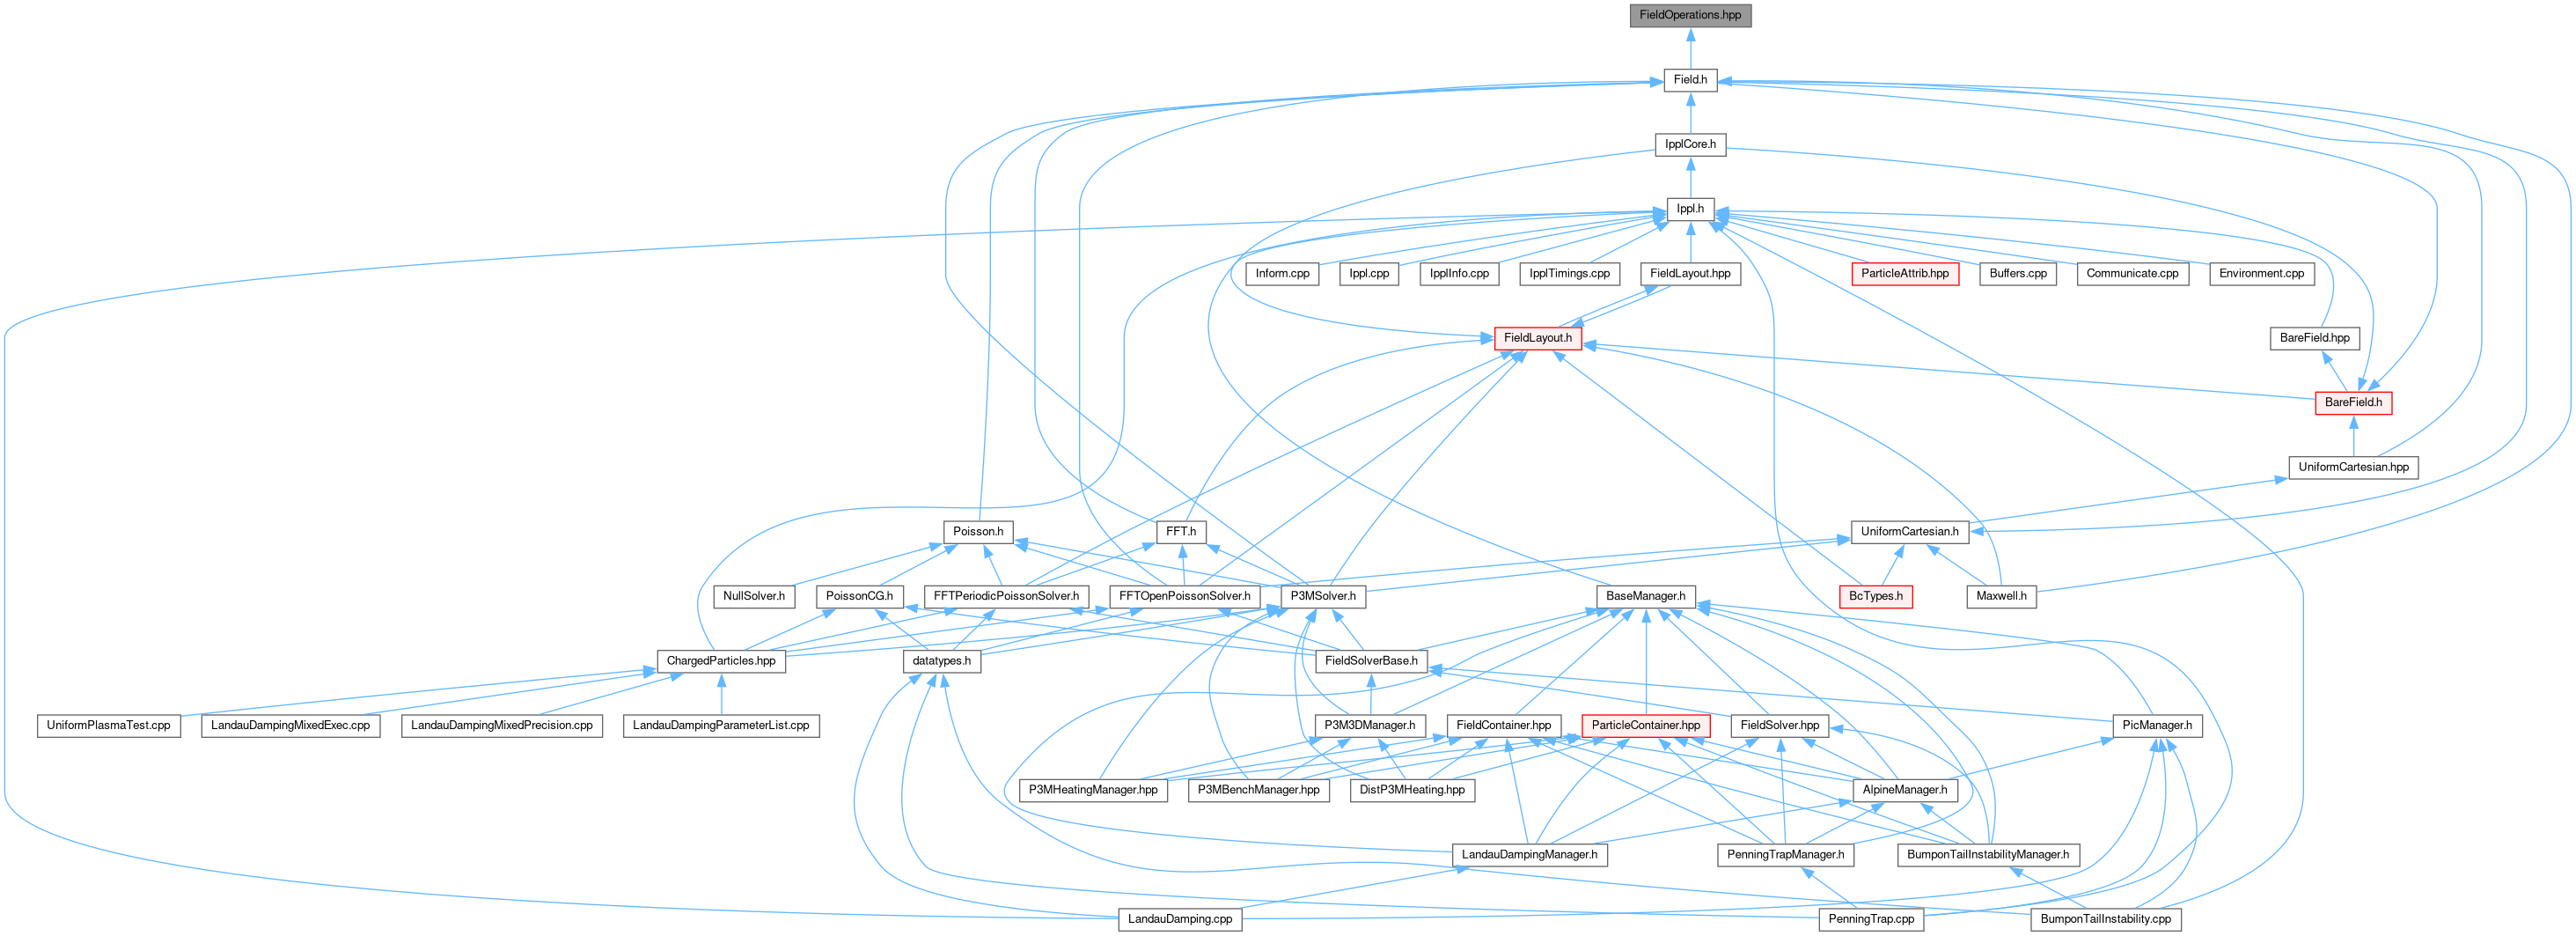 FieldOperations.hpp
Field.h
IpplCore.h
Ippl.h
Inform.cpp
Ippl.cpp
IpplInfo.cpp
IpplTimings.cpp
FieldLayout.hpp
ParticleAttrib.hpp
Buffers.cpp
Communicate.cpp
Environment.cpp
FieldLayout.h
BareField.hpp
BareField.h
UniformCartesian.hpp
Poisson.h
FFT.h
UniformCartesian.h
NullSolver.h
PoissonCG.h
FFTPeriodicPoissonSolver.h
FFTOpenPoissonSolver.h
P3MSolver.h
BaseManager.h
BcTypes.h
Maxwell.h
ChargedParticles.hpp
datatypes.h
FieldSolverBase.h
UniformPlasmaTest.cpp
LandauDampingMixedExec.cpp
LandauDampingMixedPrecision.cpp
LandauDampingParameterList.cpp
P3M3DManager.h
FieldContainer.hpp
ParticleContainer.hpp
FieldSolver.hpp
PicManager.h
P3MHeatingManager.hpp
P3MBenchManager.hpp
DistP3MHeating.hpp
AlpineManager.h
LandauDampingManager.h
PenningTrapManager.h
BumponTailInstabilityManager.h
LandauDamping.cpp
PenningTrap.cpp
BumponTailInstability.cpp